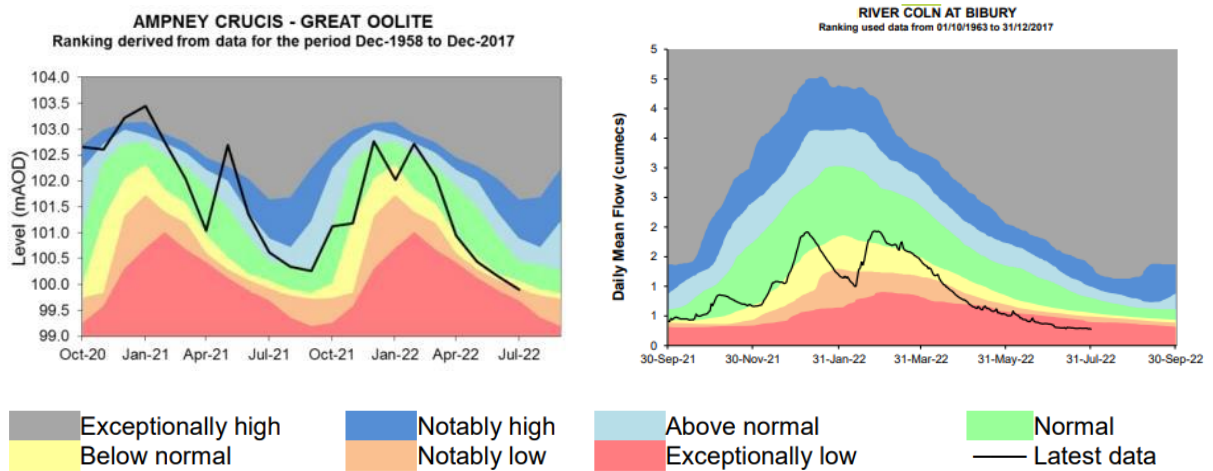 AMPNEY CRUCIS - GREAT OOLITE
Ranking derived from data for the period Dec-1958 to Dec-2017
Level (mAOD)
104.0
103.5
103.0
102.5
102.0
101.5
101.0
100.5
100.0
99.5
99.0
Oct-20 Jan-21 Apr-21 Jul-21 Oct-21 Jan-22 Apr-22 Jul-22
RIVER COLN AT BIBURY
Ranking used data from 01/10/1963 to 31/12/2017
Daily Mean Flow (cumecs)
5
5
4
4
3
3
2
2
1
1
0
30-Sep-21 30-Nov-21 31-Jan-22 31-Mar-22 31-May-22 31-Jul-22 30-Sep-22
Exceptionally high Notably high Above normal Normal
Below normal Notably low Exceptionally low Latest data